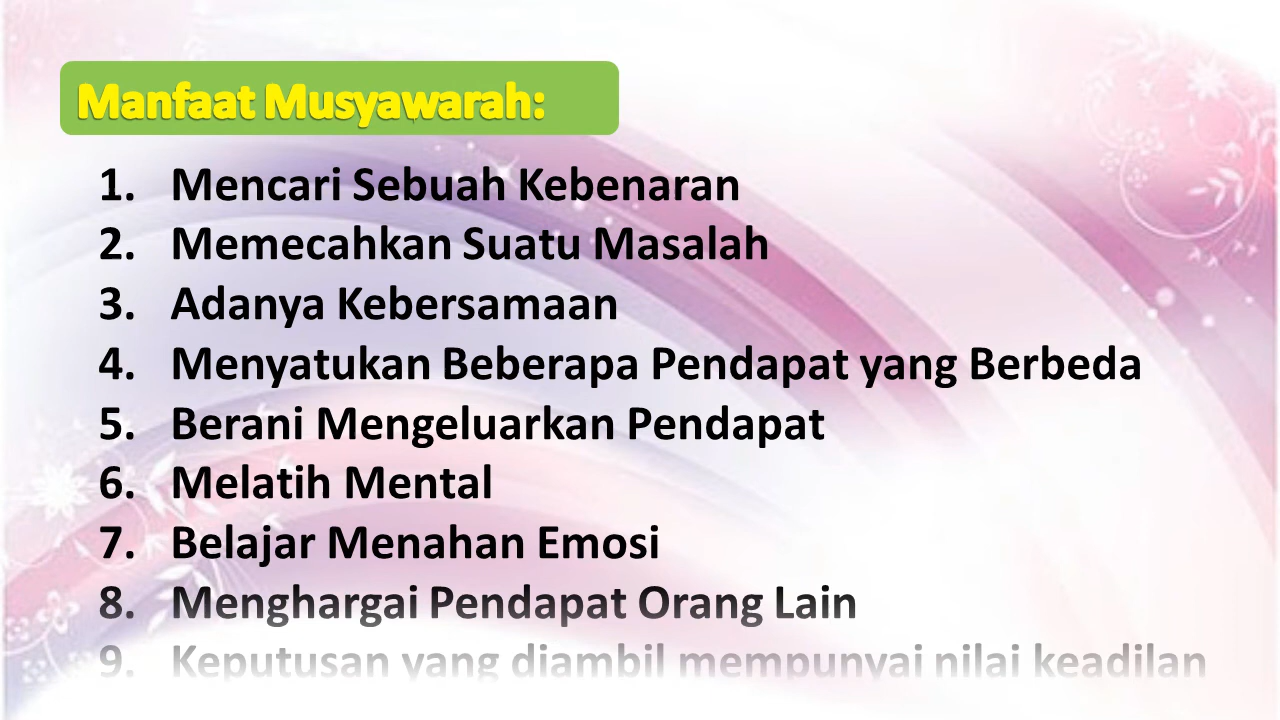 Manfaat Musyawarah:
1. Mencari Sebuah Kebenaran
2. Memecahkan Suatu Masalah
3. Adanya Kebersamaan
4. Menyatukan Beberapa Pendapat yang Berbeda
5. Berani Mengeluarkan Pendapat
6. Melatih Mental
7. Belajar Menahan Emosi
8. Menghargai Pendapat Orang Lain
9. Keputusan yang diambil mempunyai nilai keadilan